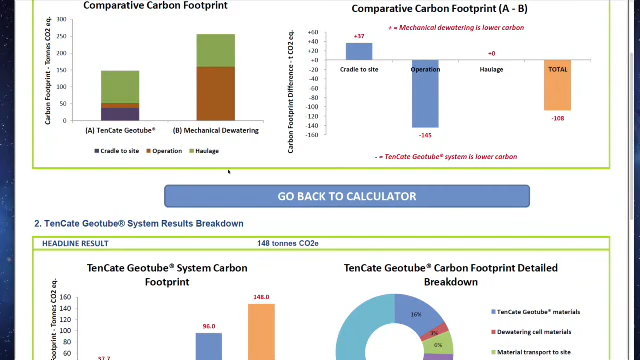 Comparative Carbon Footprint
Comparative Carbon Footprint (A - B)
Carbon Footprint - Tonnes CO2 eq.
300
250
200
150
100
50
0
(A) TenCate Geotube® (B) Mechanical Dewatering
Cradle to site Operation Haulage
Carbon Footprint Difference - t CO2 eq.
+60
+40
+20
+0
-20
-40
-60
-80
-100
-120
-140
-160
+ = Mechanical dewatering is lower carbon
+37
+0
Cradle to site Operation Haulage TOTAL
-108
-145
- = TenCate Geotube® system is lower carbon
GO BACK TO CALCULATOR
2. TenCate Geotube® System Results Breakdown
HEADLINE RESULT 148 tonnes CO2e
TenCate Geotube® System Carbon
Footprint
160
140
120
100
80
60
148.0
96.0
37.7
TenCate Geotube® Carbon Footprint Detailed
Breakdown
16%
3%
6%
TenCate Geotube® materials
Dewatering cell materials
Material transport to site